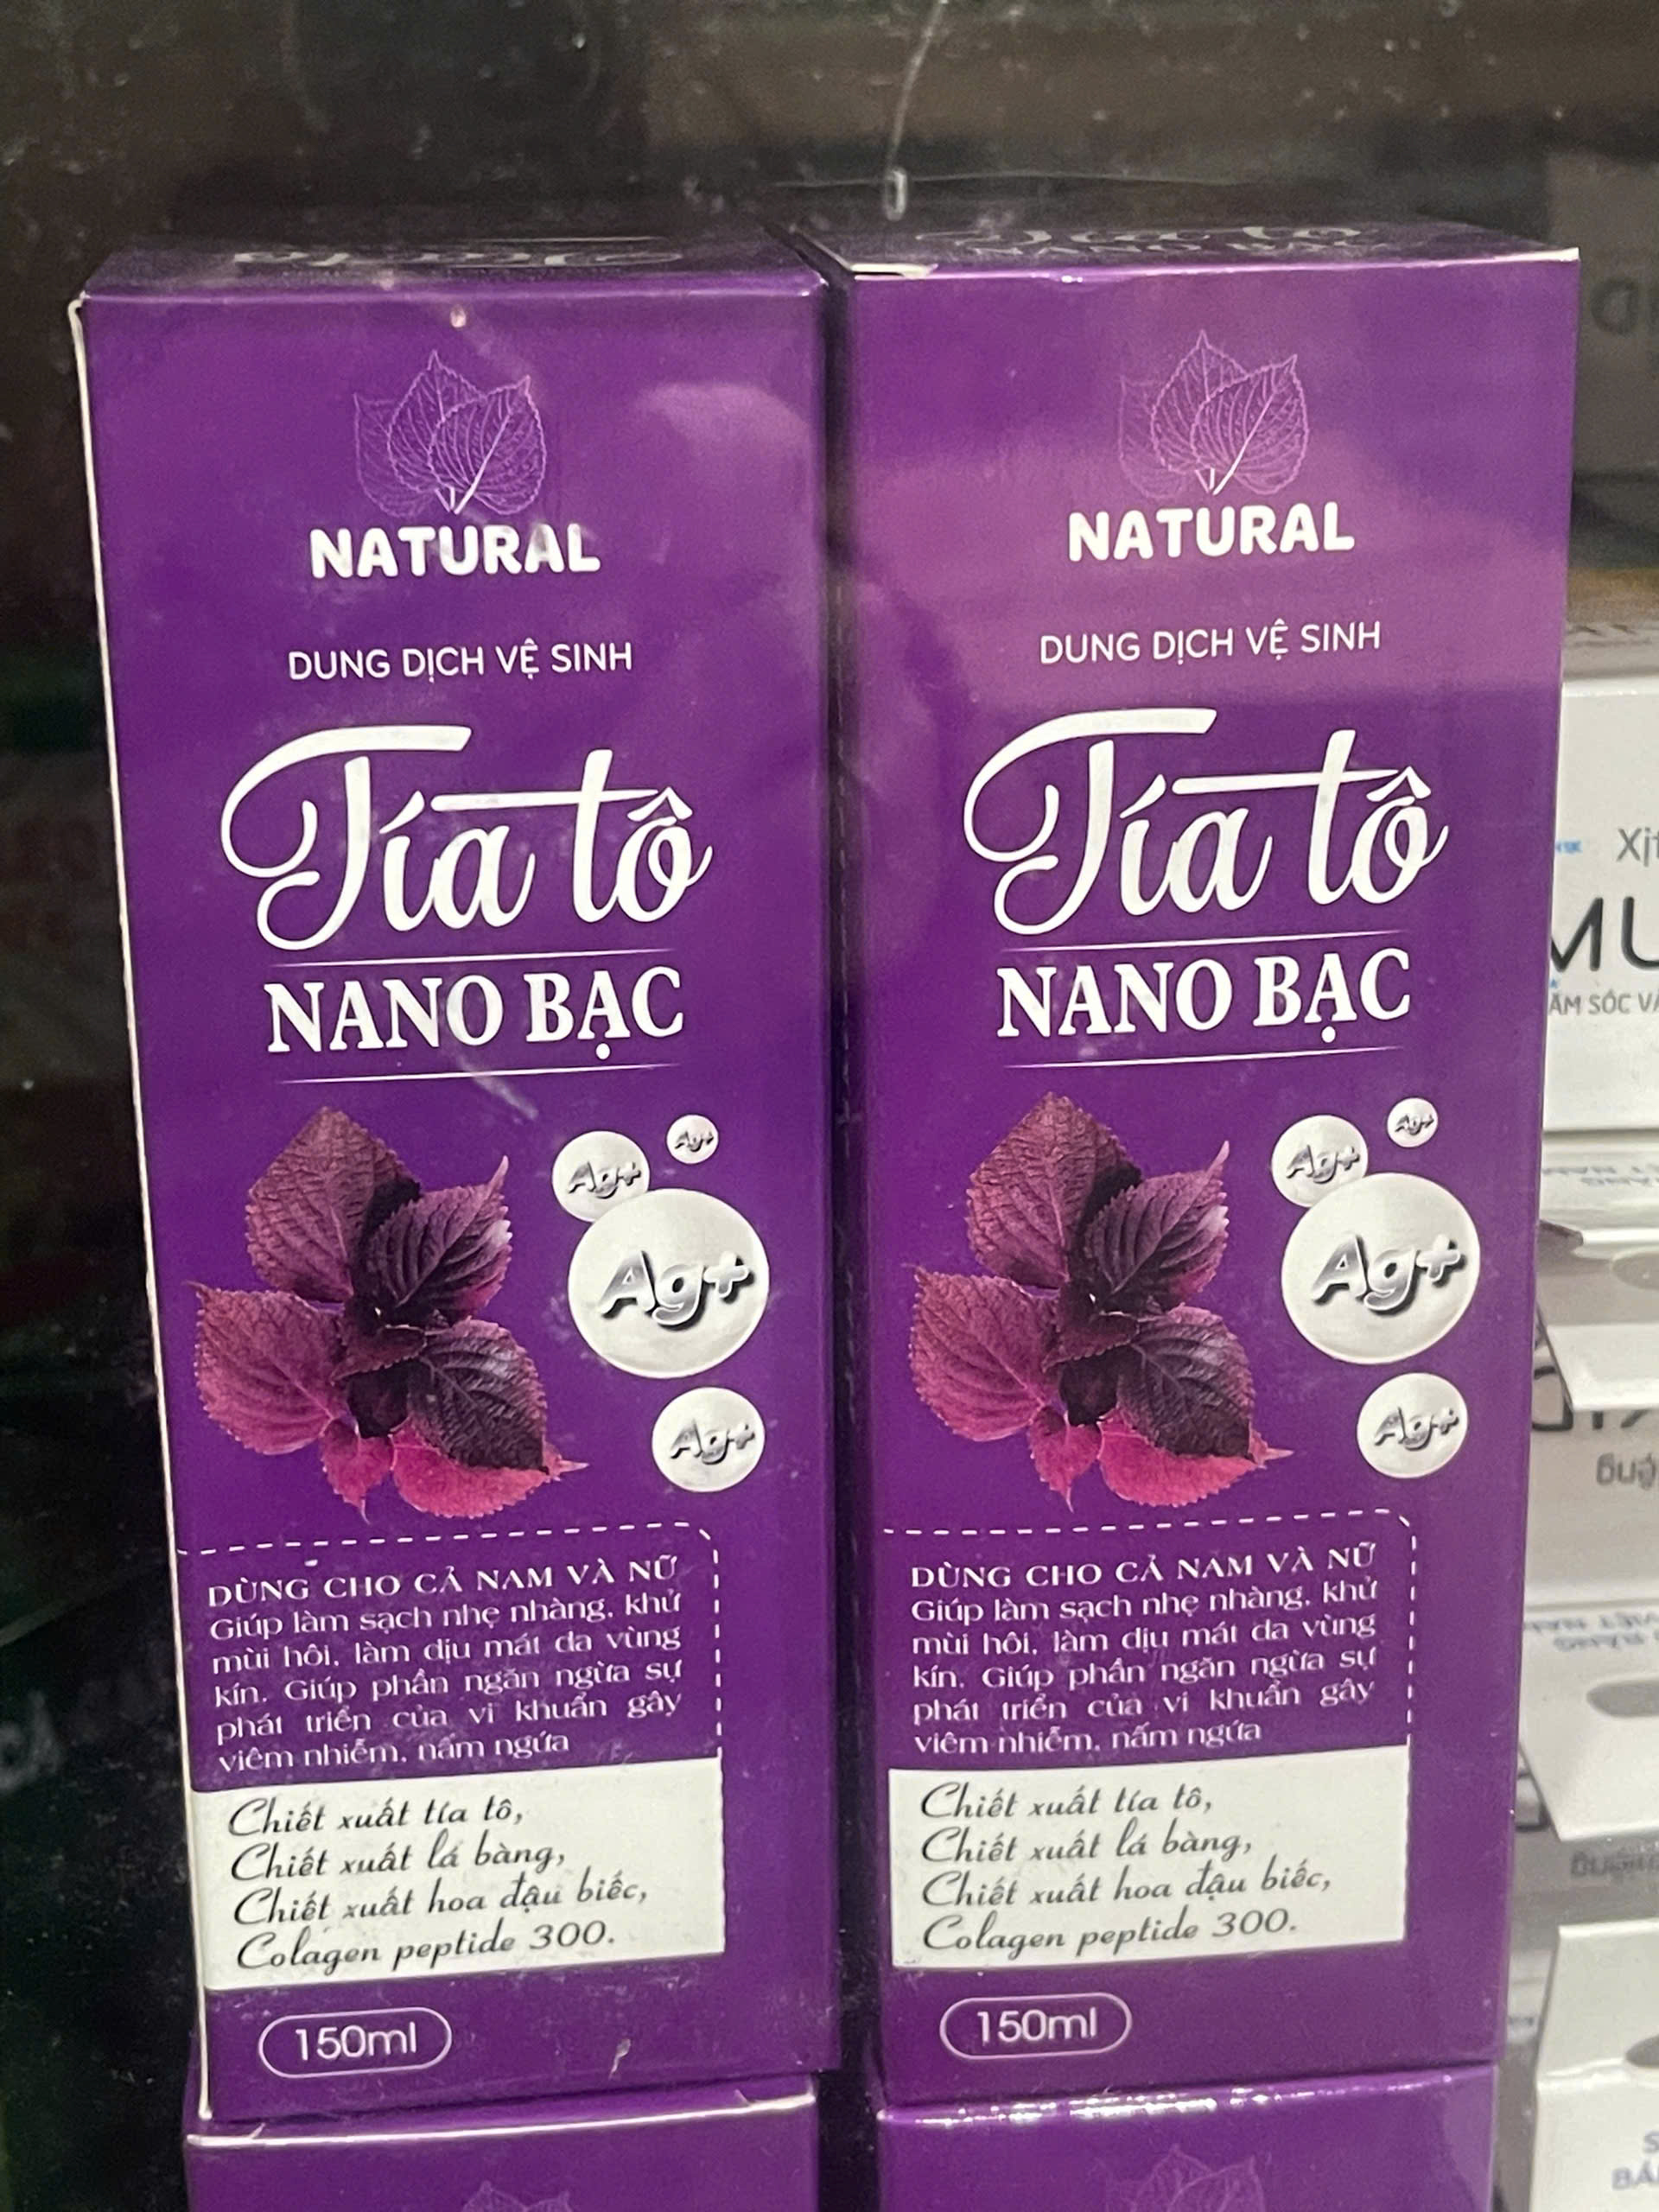 NATURAL
DUNG DỊCH VỆ SINH
Tía tô
NANO BẠC
Ag+
Ag+
Ag+
Ag+
DÙNG CHO CẢ NAM VÀ NỮ
Giúp làm sạch nhẹ nhàng, khử
mùi hôi, làm dịu mát da vùng
kín. Giúp phần ngăn ngừa sự
phát triển của vi khuẩn gây
viêm nhiễm, nấm ngứa
Chiết xuất tía tô,
Chiết xuất lá bàng,
Chiết xuất hoa đậu biếc,
Colagen peptide 300.
150ml
NATURAL
DUNG DỊCH VỆ SINH
Tía tô
NANO BẠC
Ag+
Ag+
Ag+
Ag+
DÙNG CHO CẢ NAM VÀ NỮ
Giúp làm sạch nhẹ nhàng, khử
mùi hôi, làm dịu mát da vùng
kín. Giúp phần ngăn ngừa sự
phát triển của vi khuẩn gây
viêm nhiễm, nấm ngứa
Chiết xuất tía tô,
Chiết xuất lá bàng,
Chiết xuất hoa đậu biếc,
Colagen peptide 300.
150ml